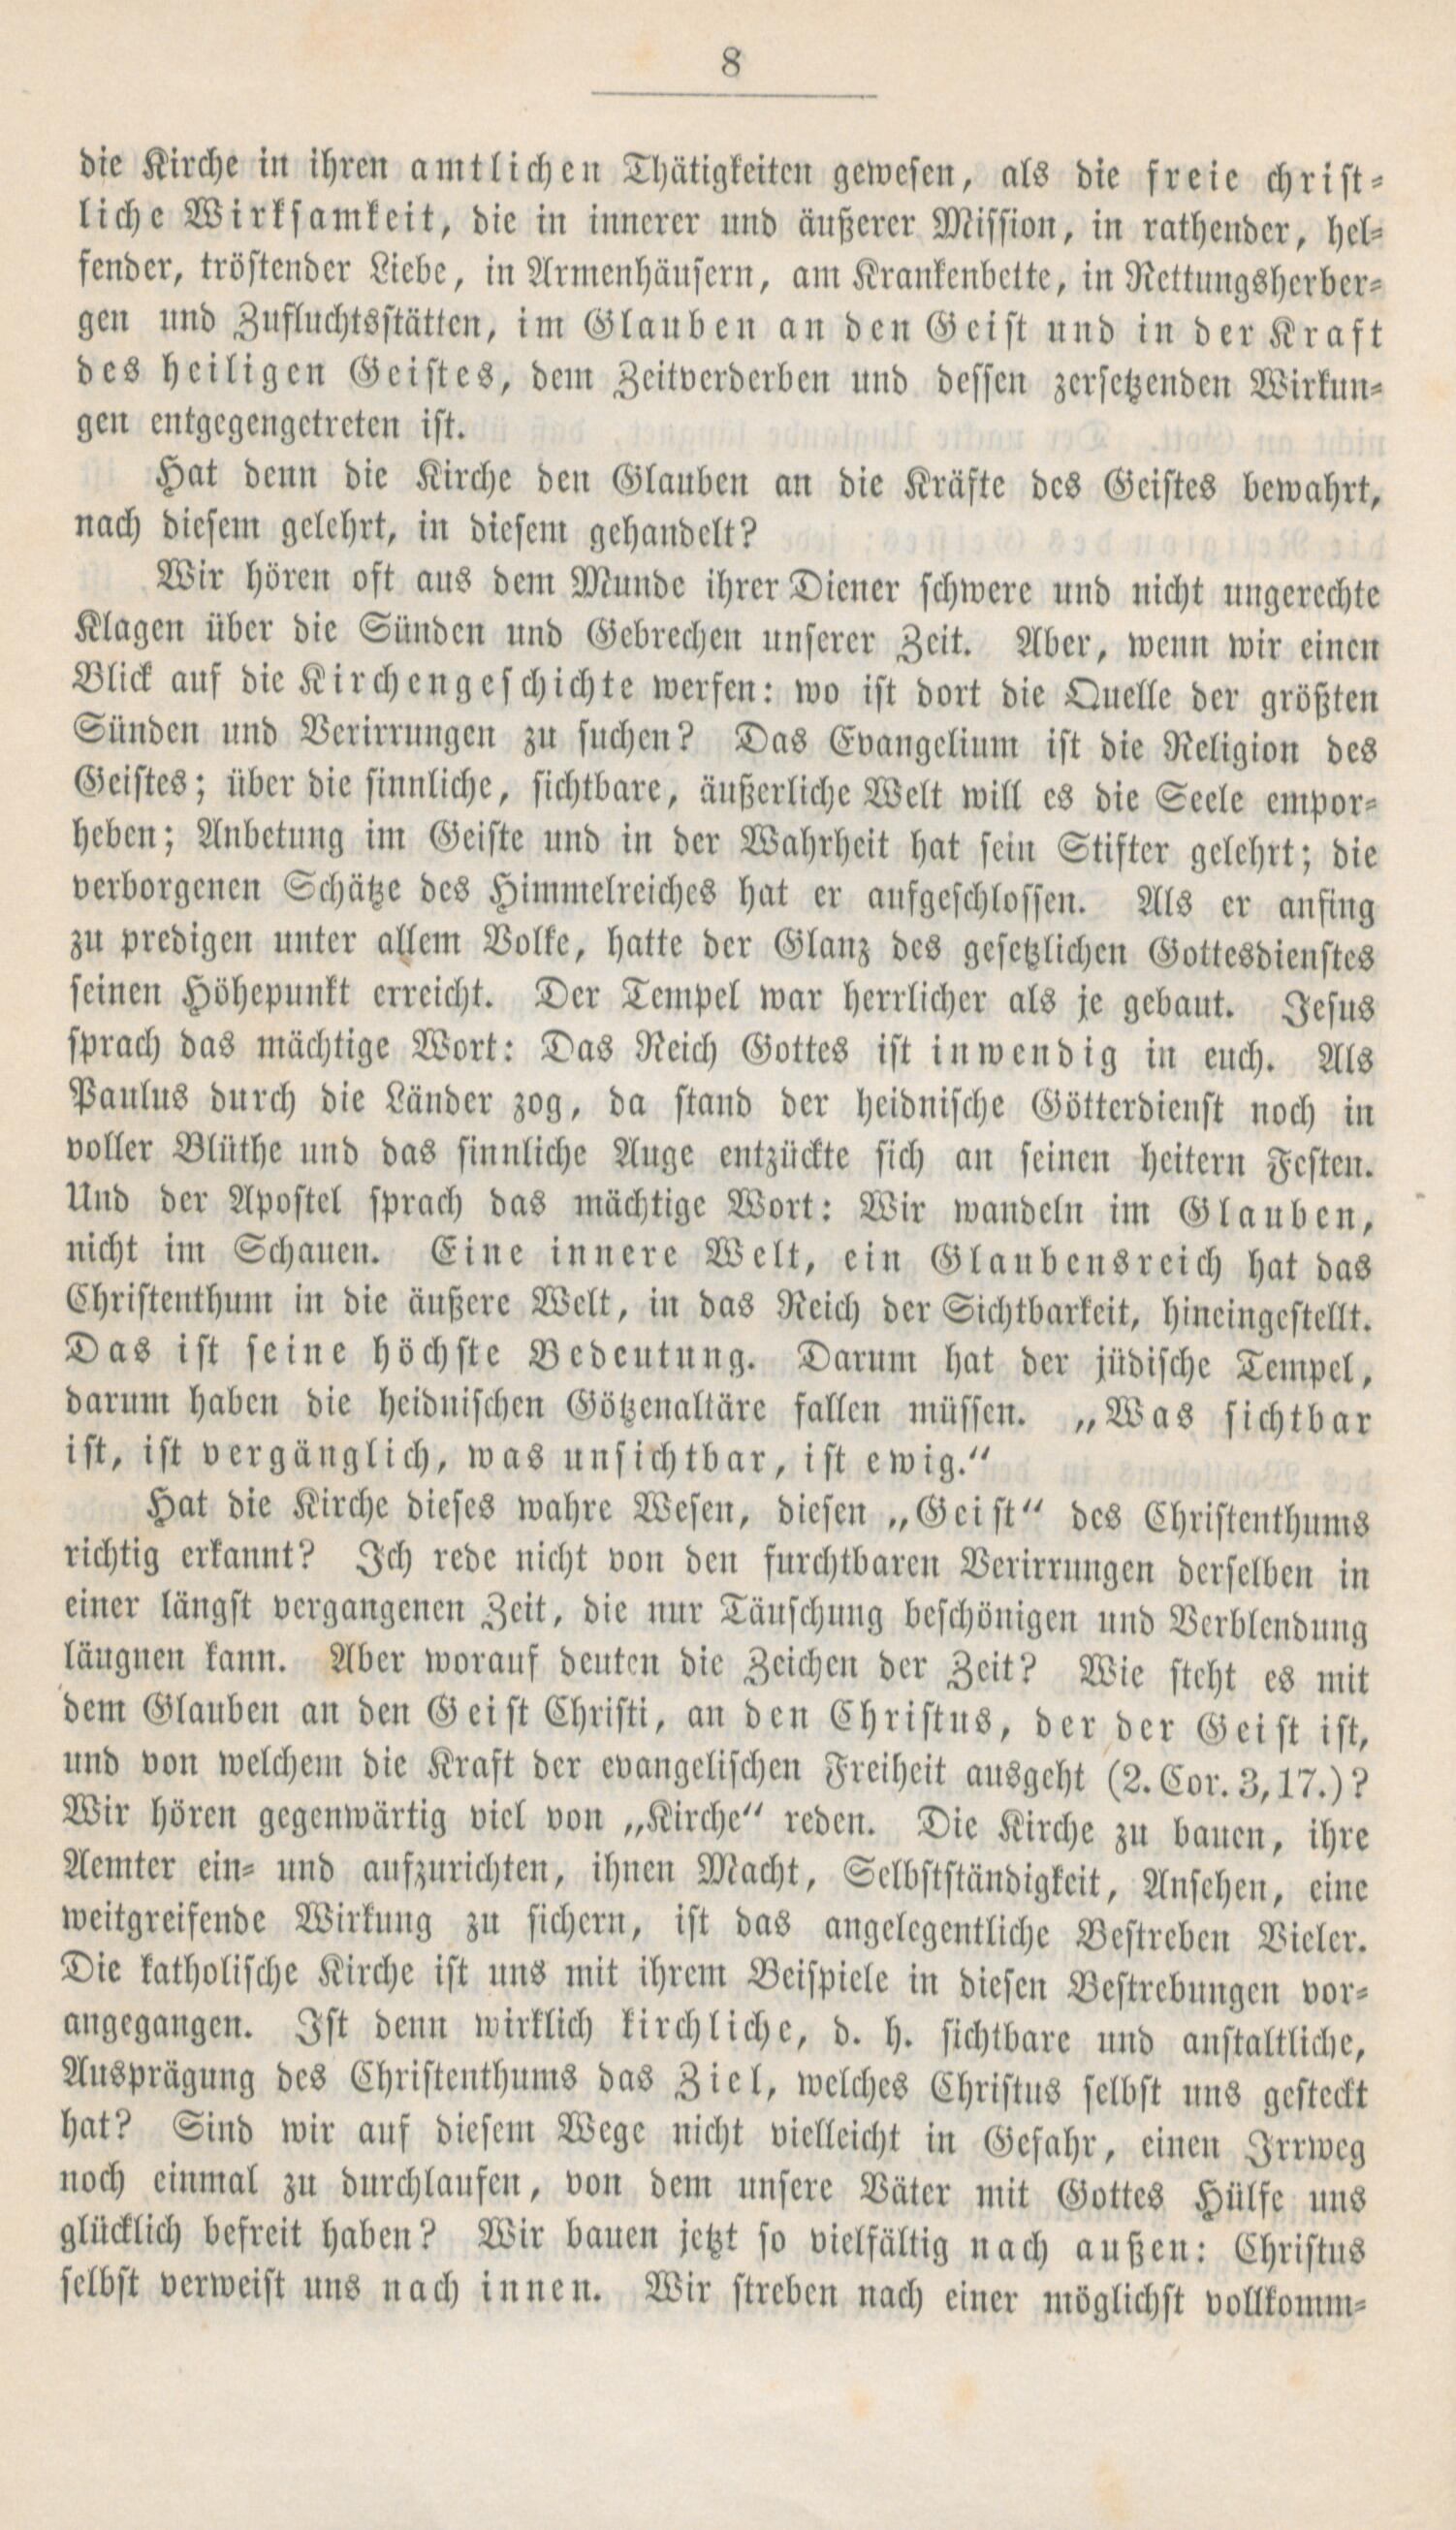 8
die Kirche in ihren amtlichen Thätigkeiten gewesen, als die freie christ-
liche Wirksamkeit, die in innerer und äußerer Mission, in rathender, hel-
fender, tröstender Liebe, in Armenhäusern, am Krankenbette, in Rettungsherber-
gen und Zufluchtsstätten, im Glauben an den Geist und in der Kraft
des heiligen Geistes, dem Zeitverderben und dessen zersetzenden Wirkun-
gen entgegengetreten ist.
Hat denn die Kirche den Glauben an die Kräfte des Geistes bewahrt,
nach diesem gelehrt, in diesem gehandelt?
Wir hören oft aus dem Munde ihrer Diener schwere und nicht ungerechte
Klagen über die Sünden und Gebrechen unserer Zeit. Aber, wenn wir einen
Blick auf die Kirchengeschichte werfen: wo ist dort die Quelle der größten
Sünden und Verirrungen zu suchen? Das Evangelium ist die Religion des
Geistes; über die sinnliche, sichtbare, äußerliche Welt will es die Seele empor-
heben; Anbetung im Geiste und in der Wahrheit hat sein Stifter gelehrt; die
verborgenen Schätze des Himmelreiches hat er aufgeschlossen. Als er anfing
zu predigen unter allem Volke, hatte der Glanz des gesetzlichen Gottesdienstes
seinen Höhepunkt erreicht. Der Tempel war herrlicher als je gebaut. Jesus
sprach das mächtige Wort: Das Reich Gottes ist inwendig in euch. Als
Paulus durch die Länder zog, da stand der heidnische Götterdienst noch in
voller Blüthe und das sinnliche Auge entzückte sich an seinen heitern Festen.
Und der Apostel sprach das mächtige Wort: Wir wandeln im Glauben,
nicht im Schauen. Eine innere Welt, ein Glaubensreich hat das
Christenthum in die äußere Welt, in das Reich der Sichtbarkeit, hineingestellt.
Das ist seine höchste Bedeutung. Darum hat der jüdische Tempel,
darum haben die heidnischen Götzenaltäre fallen müssen. „Was sichtbar
ist, ist vergänglich, was unsichtbar, ist ewig.“
Hat die Kirche dieses wahre Wesen, diesen „Geist“ des Christenthums
richtig erkannt? Ich rede nicht von den furchtbaren Verirrungen derselben in
einer längst vergangenen Zeit, die nur Täuschung beschönigen und Verblendung
läugnen kann. Aber worauf deuten die Zeichen der Zeit? Wie steht es mit
dem Glauben an den Geist Christi, an den Christus, der der Geist ist,
und von welchem die Kraft der evangelischen Freiheit ausgeht (2. Cor. 3, 17.)?
Wir hören gegenwärtig viel von „Kirche“ reden. Die Kirche zu bauen, ihre
Aemter ein- und aufzurichten, ihnen Macht, Selbstständigkeit, Ansehen, eine
weitgreifende Wirkung zu sichern, ist das angelegentliche Bestreben Vieler.
Die katholische Kirche ist uns mit ihrem Beispiele in diesen Bestrebungen vor-
angegangen. Ist denn wirklich kirchliche, d. h. sichtbare und anstaltliche,
Ausprägung des Christenthums das Ziel, welches Christus selbst uns gesteckt
hat? Sind wir auf diesem Wege nicht vielleicht in Gefahr, einen Irrweg
noch einmal zu durchlaufen, von dem unsere Väter mit Gottes Hülfe uns
glücklich befreit haben? Wir bauen jetzt so vielfältig nach außen: Christus
selbst verweist uns nach innen. Wir streben nach einer möglichst vollkomm-